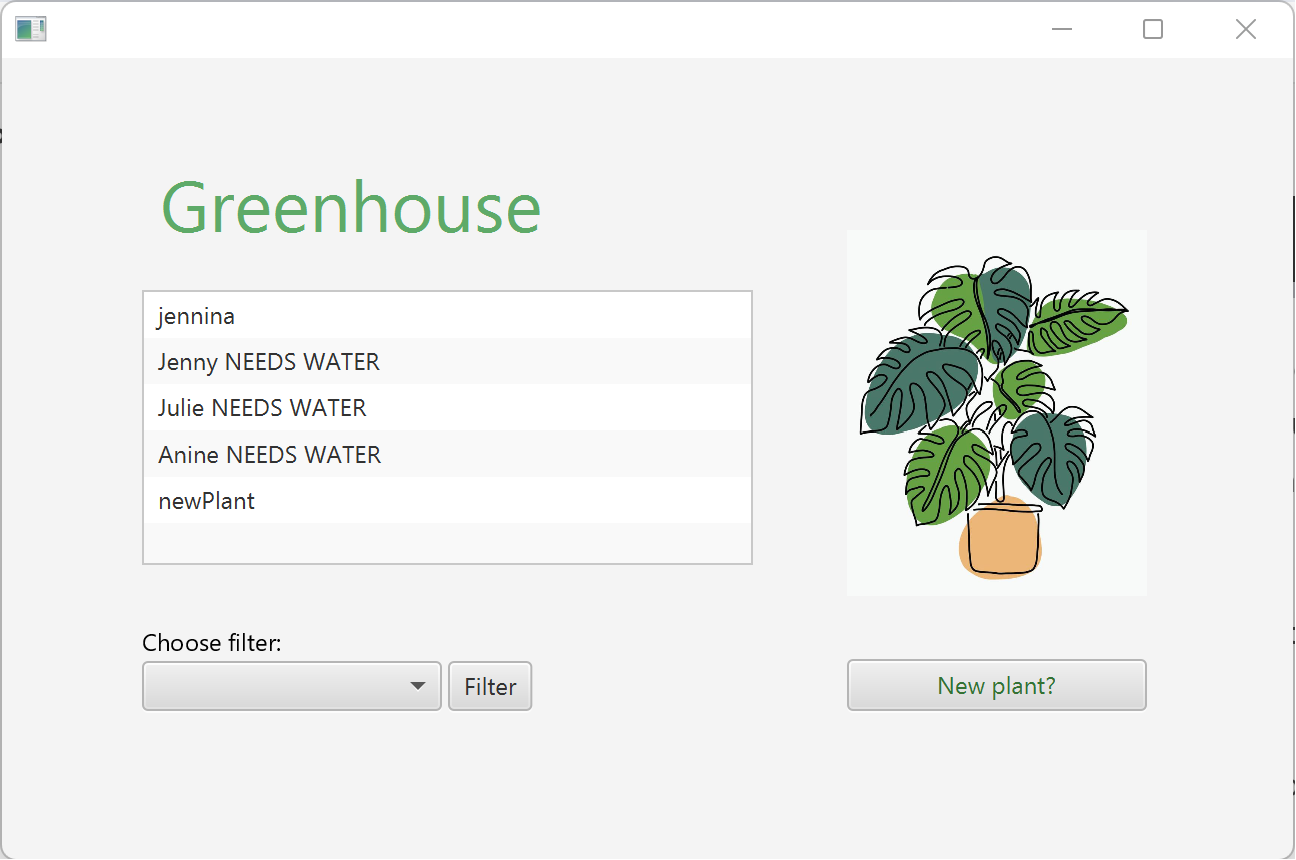 Greenhouse
jennina
Jenny NEEDS WATER
Julie NEEDS WATER
Anine NEEDS WATER
newPlant
Choose filter:
Filter
New plant?